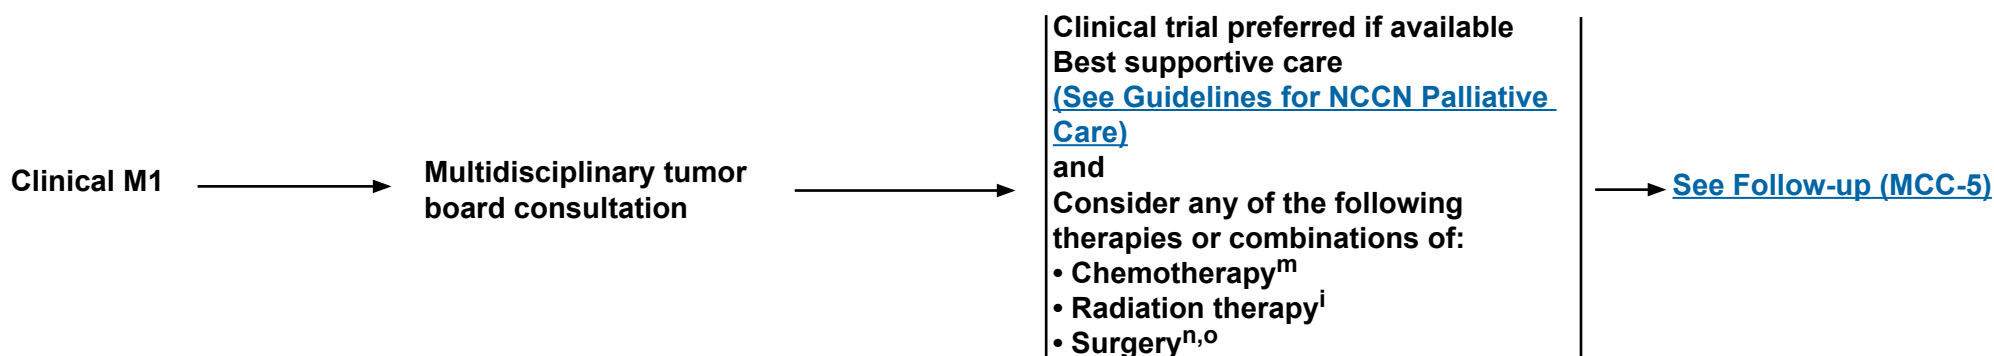 Clinical M1
Multidisciplinary tumor
board consultation
Clinical trial preferred if available
Best supportive care
(See Guidelines for NCCN Palliative
Care)
and
Consider any of the following
therapies or combinations of:
• Chemotherapyᵐ
• Radiation therapyⁱ
• Surgeryⁿ,ᵒ
See Follow-up (MCC-5)